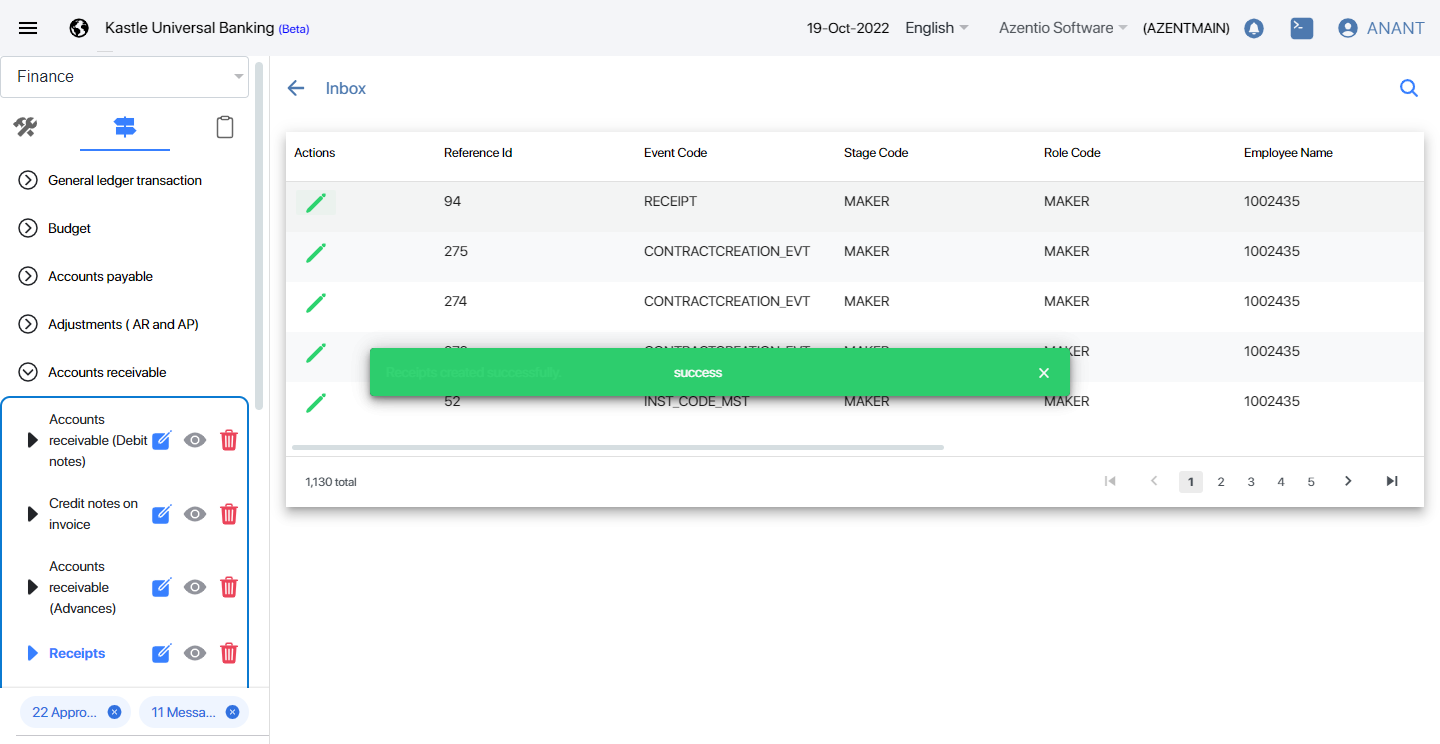 Kastle Universal Banking (Beta)
19-Oct-2022 English Azentio Software (AZENTMAIN) ANANT
Finance
General ledger transaction
Budget
Accounts payable
Adjustments ( AR and AP)
Accounts receivable
Accounts
receivable (Debit
notes)
Credit notes on
invoice
Accounts
receivable
(Advances)
Receipts
22 Appro... 11 Messa...
Inbox
Actions Reference Id Event Code Stage Code Role Code Employee Name
94 RECEIPT MAKER MAKER 1002435
275 CONTRACTCREATION_EVT MAKER MAKER 1002435
274 CONTRACTCREATION_EVT MAKER MAKER 1002435
CONTRACTCREATION_EVT MAKER MAKER 1002435
Receipts created successfully success
52 INST_CODE_MST MAKER MAKER 1002435
1,130 total 1 2 3 4 5